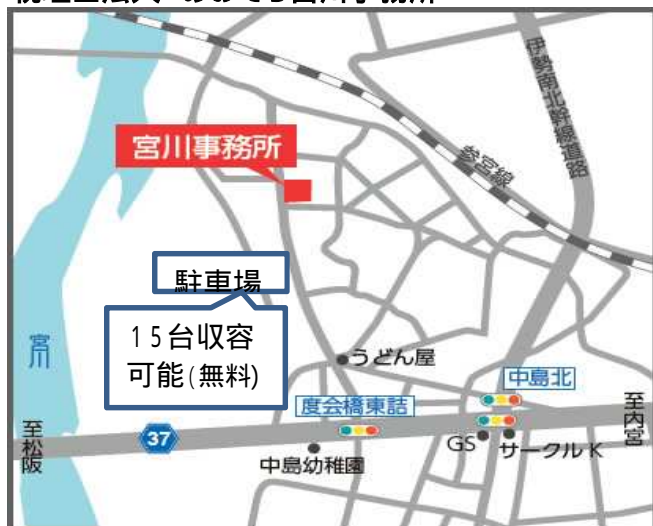 伊勢南北幹線道路
宮川事務所
参宮線
駐車場
15台収容
可能(無料)
宮川
うどん屋
中島北
度会橋東詰
至内宮
至松阪
37
GS
サークルK
中島幼稚園